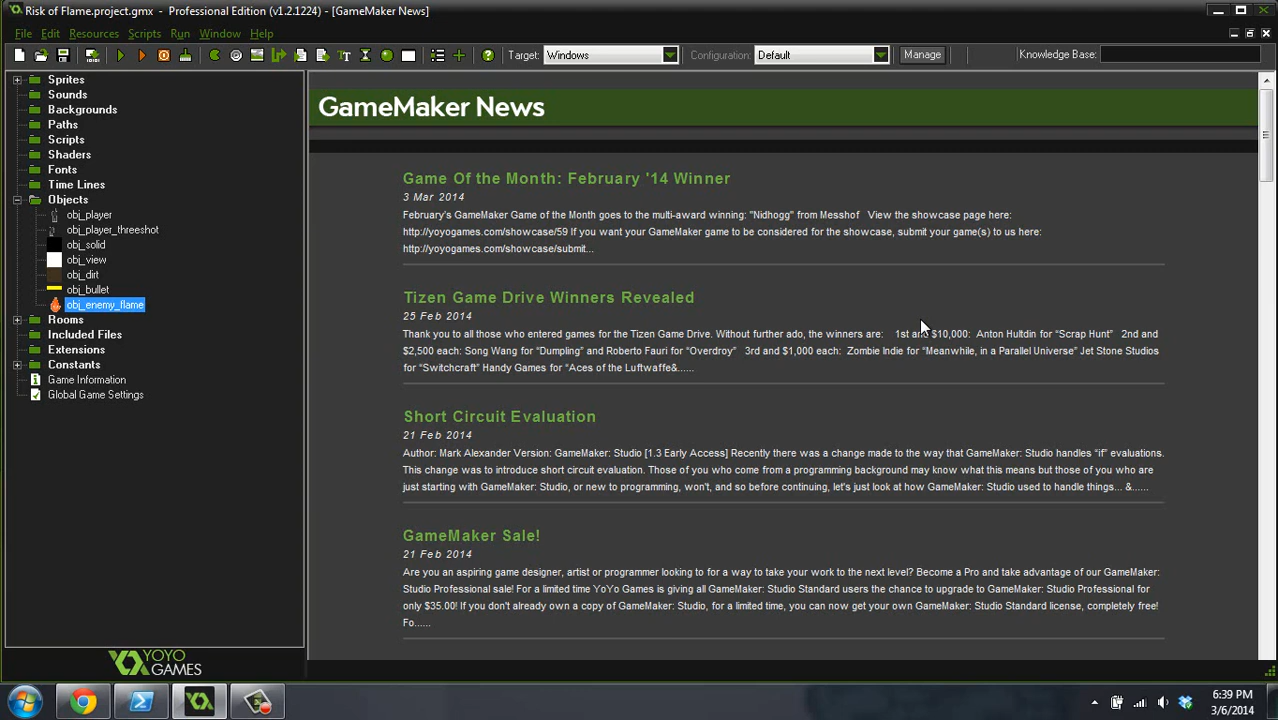 Risk of Flame.project.gmx - Professional Edition (v1.2.1224) - [GameMaker News]
File Edit Resources Scripts Run Window Help
Target: Windows Configuration: Default Manage Knowledge Base:
Sprites
Sounds
Backgrounds
Paths
Scripts
Shaders
Fonts
Time Lines
Objects
obj_player
obj_player_threeshot
obj_solid
obj_view
obj_dirt
obj_bullet
obj_enemy_flame
Rooms
Included Files
Extensions
Constants
Game Information
Global Game Settings
YOYO
GAMES
GameMaker News
Game Of the Month: February '14 Winner
3 Mar 2014
February's GameMaker Game of the Month goes to the multi-award winning: "Nidhogg" from Messhof View the showcase page here:
http://yoyogames.com/showcase/59 If you want your GameMaker game to be considered for the showcase, submit your game(s) to us here:
http://yoyogames.com/showcase/submit...
Tizen Game Drive Winners Revealed
25 Feb 2014
Thank you to all those who entered games for the Tizen Game Drive. Without further ado, the winners are: 1st and $10,000: Anton Hultdin for “Scrap Hunt” 2nd and
$2,500 each: Song Wang for “Dumpling” and Roberto Fauri for “Overdroy” 3rd and $1,000 each: Zombie Indie for “Meanwhile, in a Parallel Universe” Jet Stone Studios
for “Switchcraft” Handy Games for “Aces of the Luftwaffe&......
Short Circuit Evaluation
21 Feb 2014
Author: Mark Alexander Version: GameMaker: Studio [1.3 Early Access] Recently there was a change made to the way that GameMaker: Studio handles “if” evaluations.
This change was to introduce short circuit evaluation. Those of you who come from a programming background may know what this means but those of you who are
just starting with GameMaker: Studio, or new to programming, won't, and so before continuing, let's just look at how GameMaker: Studio used to handle things... &......
GameMaker Sale!
21 Feb 2014
Are you an aspiring game designer, artist or programmer looking to for a way to take your work to the next level? Become a Pro and take advantage of our GameMaker:
Studio Professional sale! For a limited time YoYo Games is giving all GameMaker: Studio Standard users the chance to upgrade to GameMaker: Studio Professional for
only $35.00! If you don't already own a copy of GameMaker: Studio, for a limited time, you can now get your own GameMaker: Studio Standard license, completely free!
Fo......
6:39 PM
3/6/2014